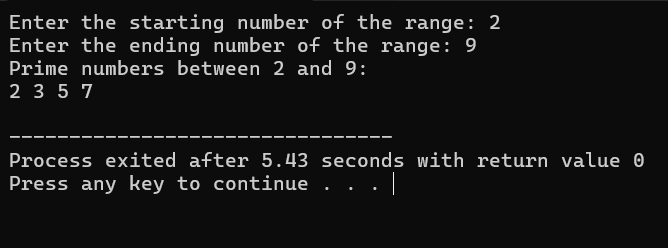 Enter the starting number of the range: 2
Enter the ending number of the range: 9
Prime numbers between 2 and 9:
2 3 5 7
--------------------------------
Process exited after 5.43 seconds with return value 0
Press any key to continue . . .